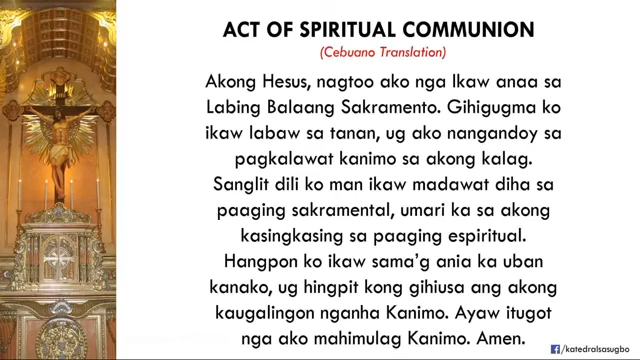 ACT OF SPIRITUAL COMMUNION
(Cebuano Translation)
Akong Hesus, nagtoo ako nga Ikaw anaa sa
Labing Balaang Sakramento. Gihigugma ko
ikaw labaw sa tanan, ug ako nangandoy sa
pagkalawat kanimo sa akong kalag.
Sanglit dili ko man ikaw madawat diha sa
paaging sakramental, umari ka sa akong
kasingkasing sa paaging espiritual.
Hangpon ko ikaw sama'g ania ka uban
kanako, ug hingpit kong gihiusa ang akong
kaugalingon nganha Kanimo. Ayaw itugot
nga ako mahimulag Kanimo. Amen.
/katedralsasugbo